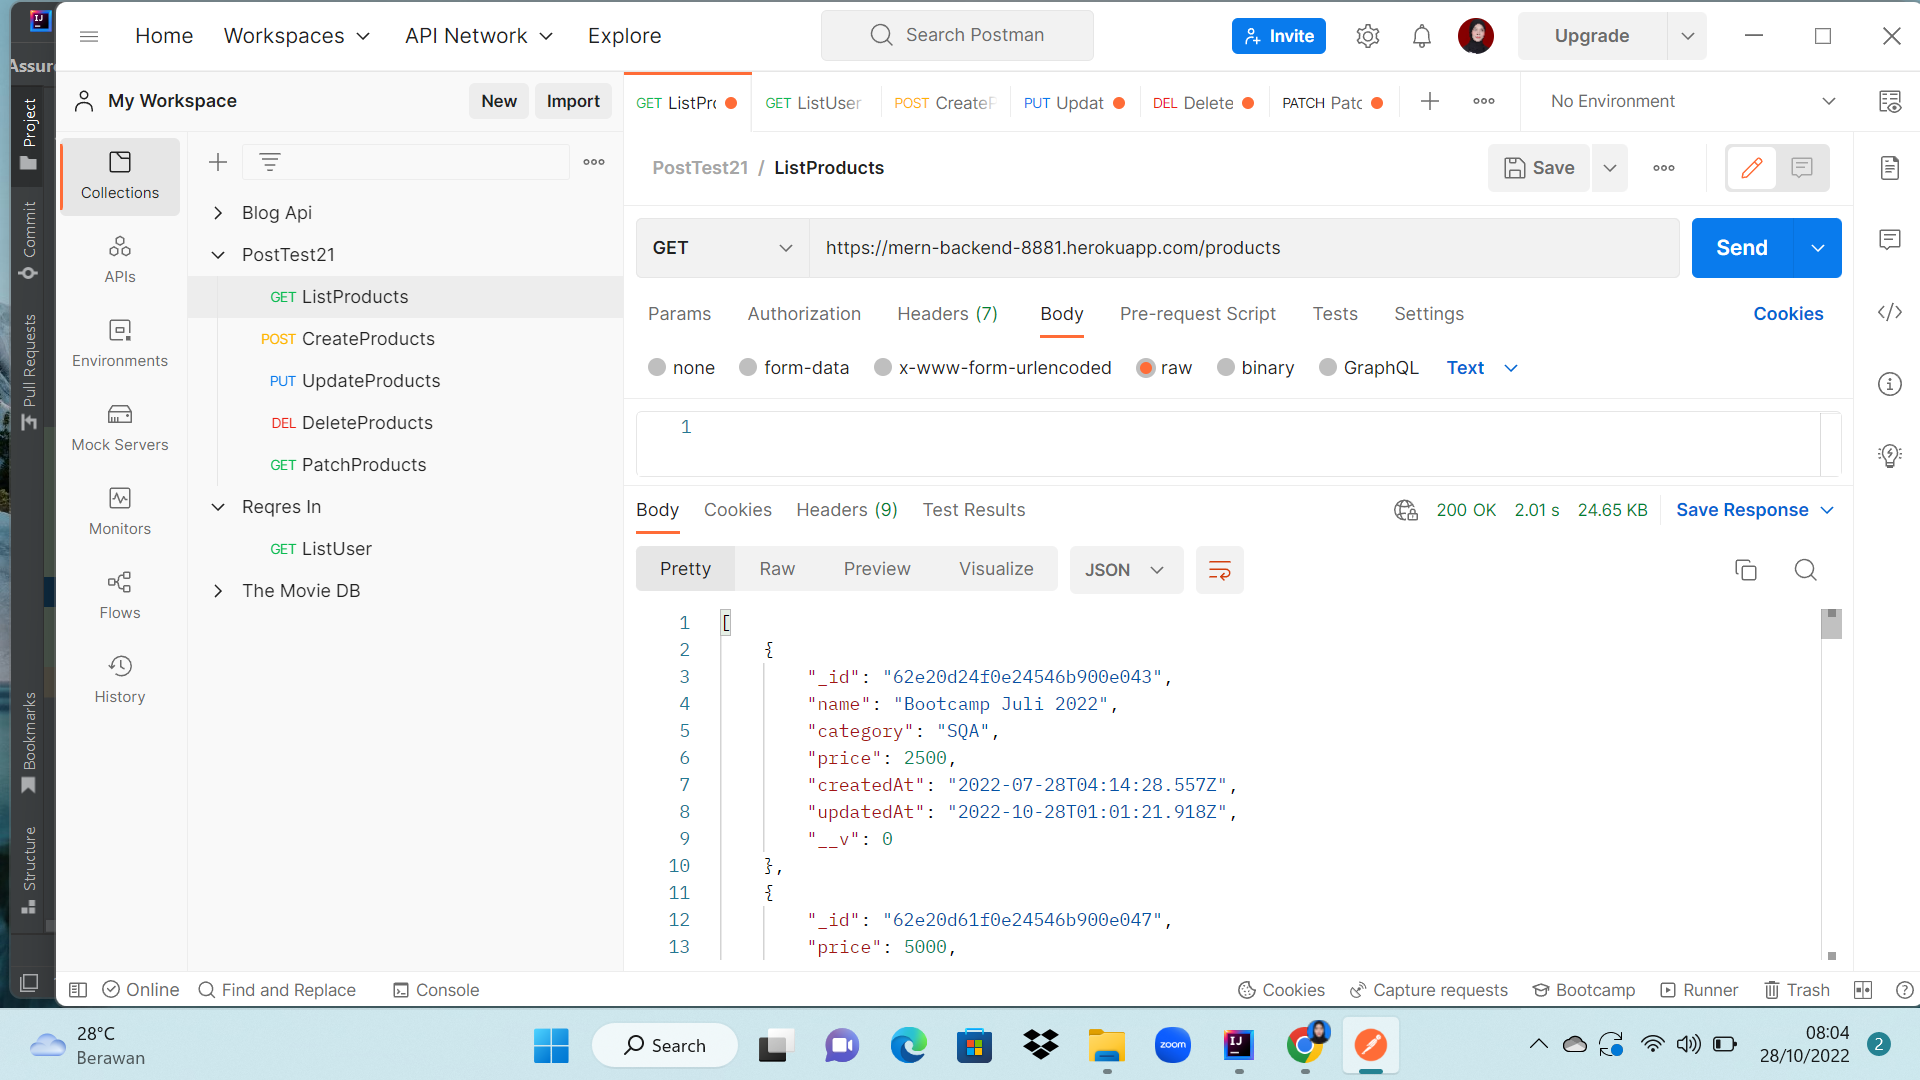 Home
Workspaces
API Network
Explore
Search Postman
Invite
Upgrade
Assure
My Workspace
New
Import
GET ListPro
GET ListUser
POST CreateP
PUT Updat
DEL Delete
PATCH Patc
No Environment
Project
Commit
Pull Requests
Bookmarks
Structure
Collections
APIs
Environments
Mock Servers
Monitors
Flows
History
Blog Api
PostTest21
GET ListProducts
POST CreateProducts
PUT UpdateProducts
DEL DeleteProducts
GET PatchProducts
Reqres In
GET ListUser
The Movie DB
PostTest21 / ListProducts
Save
GET
https://mern-backend-8881.herokuapp.com/products
Send
Params
Authorization
Headers (7)
Body
Pre-request Script
Tests
Settings
Cookies
none
form-data
x-www-form-urlencoded
raw
binary
GraphQL
Text
1
Body
Cookies
Headers (9)
Test Results
200 OK
2.01 s
24.65 KB
Save Response
Pretty
Raw
Preview
Visualize
JSON
1 [
2 {
3 "_id": "62e20d24f0e24546b900e043",
4 "name": "Bootcamp Juli 2022",
5 "category": "SQA",
6 "price": 2500,
7 "createdAt": "2022-07-28T04:14:28.557Z",
8 "updatedAt": "2022-10-28T01:01:21.918Z",
9 "__v": 0
10 },
11 {
12 "_id": "62e20d61f0e24546b900e047",
13 "price": 5000,
Online
Find and Replace
Console
Cookies
Capture requests
Bootcamp
Runner
Trash
28°C
Berawan
Search
zoom
IJ
08:04
28/10/2022
2